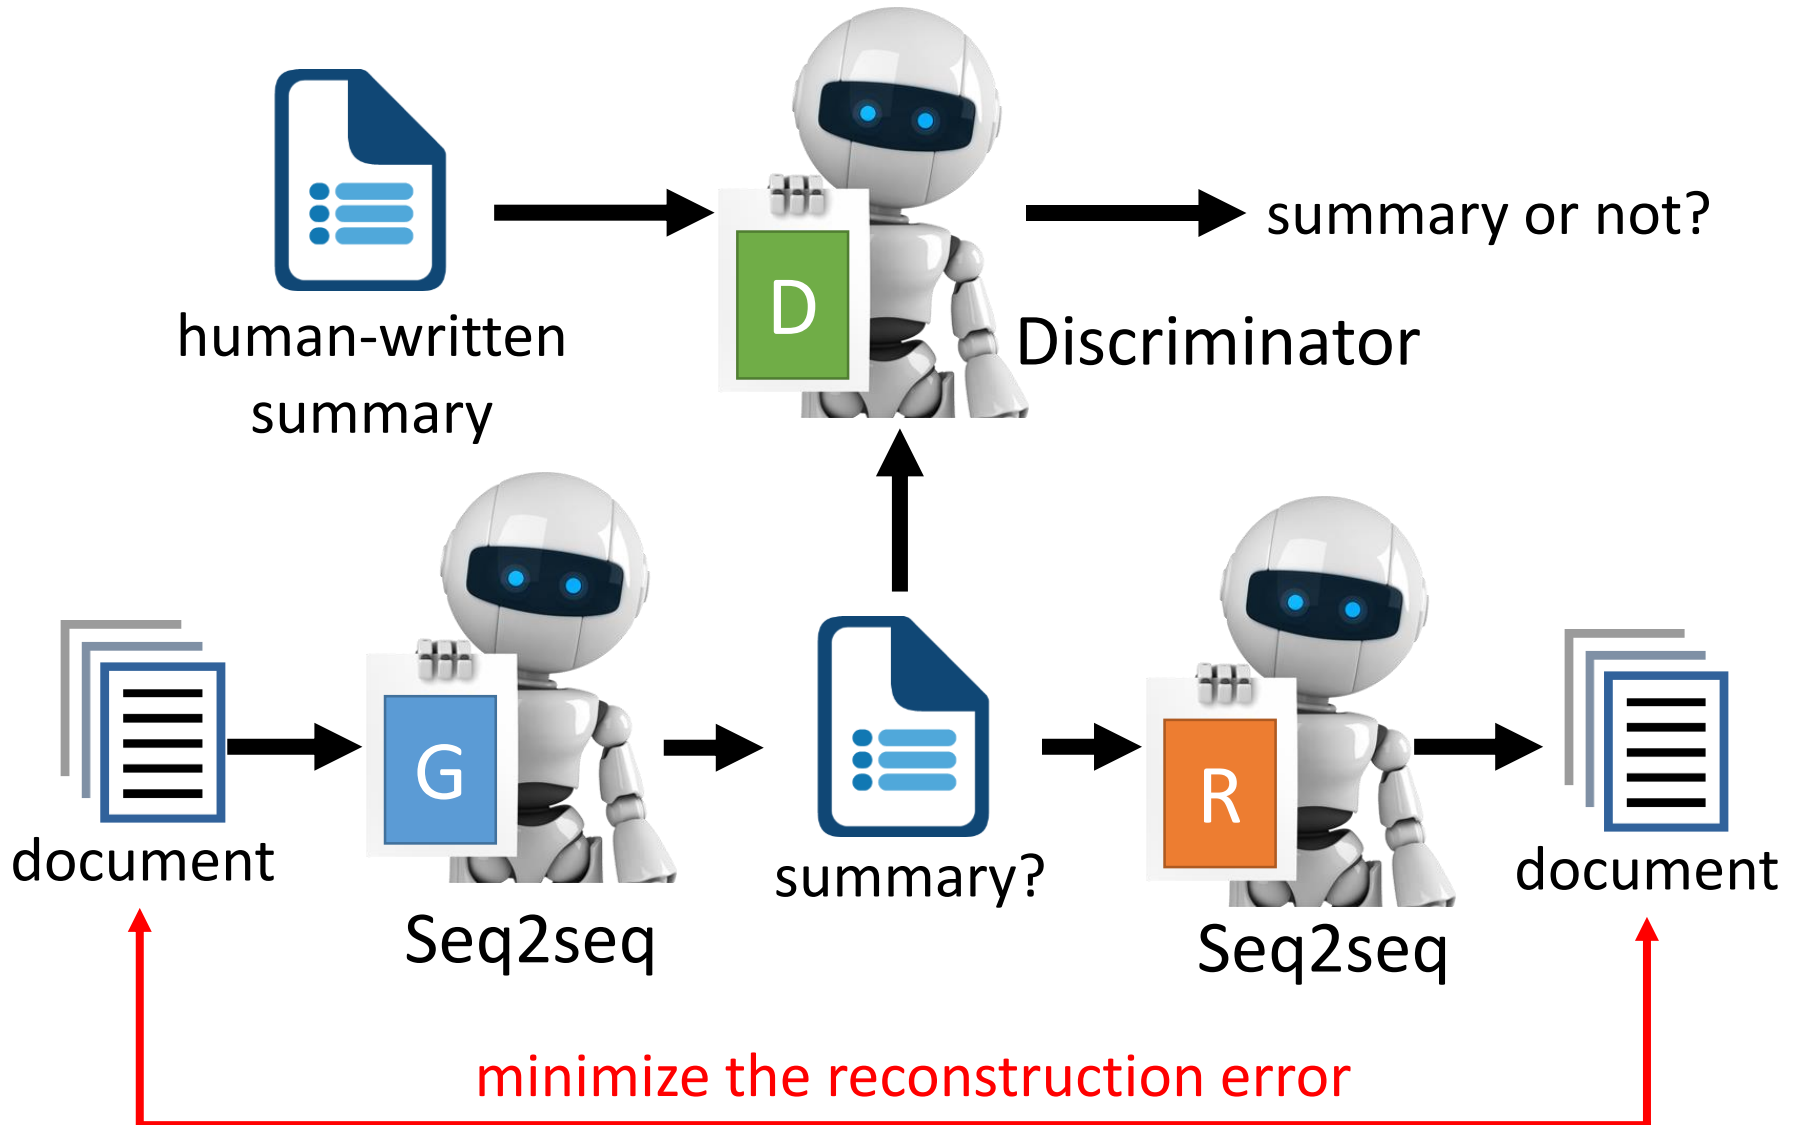 human-written
summary
D
Discriminator
summary or not?
document
G
Seq2seq
summary?
R
Seq2seq
document
minimize the reconstruction error